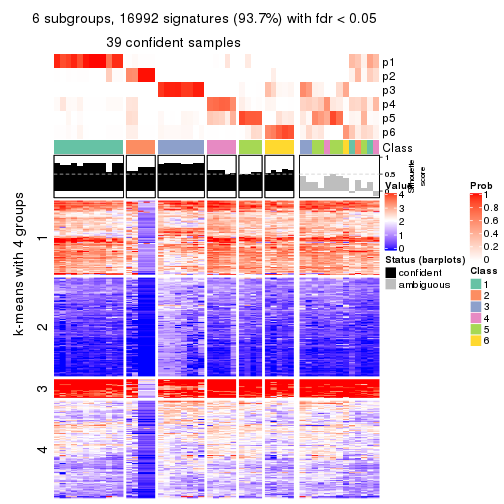 6 subgroups, 16992 signatures (93.7%) with fdr < 0.05
39 confident samples
p1
p2
p3
p4
p5
p6
Class
1
0.5
0
Silhouette
score
k-means with 4 groups
1
2
3
4
Value
4
3
2
1
0
Status (barplots)
confident
ambiguous
Prob
1
0.8
0.6
0.4
0.2
0
Class
1
2
3
4
5
6